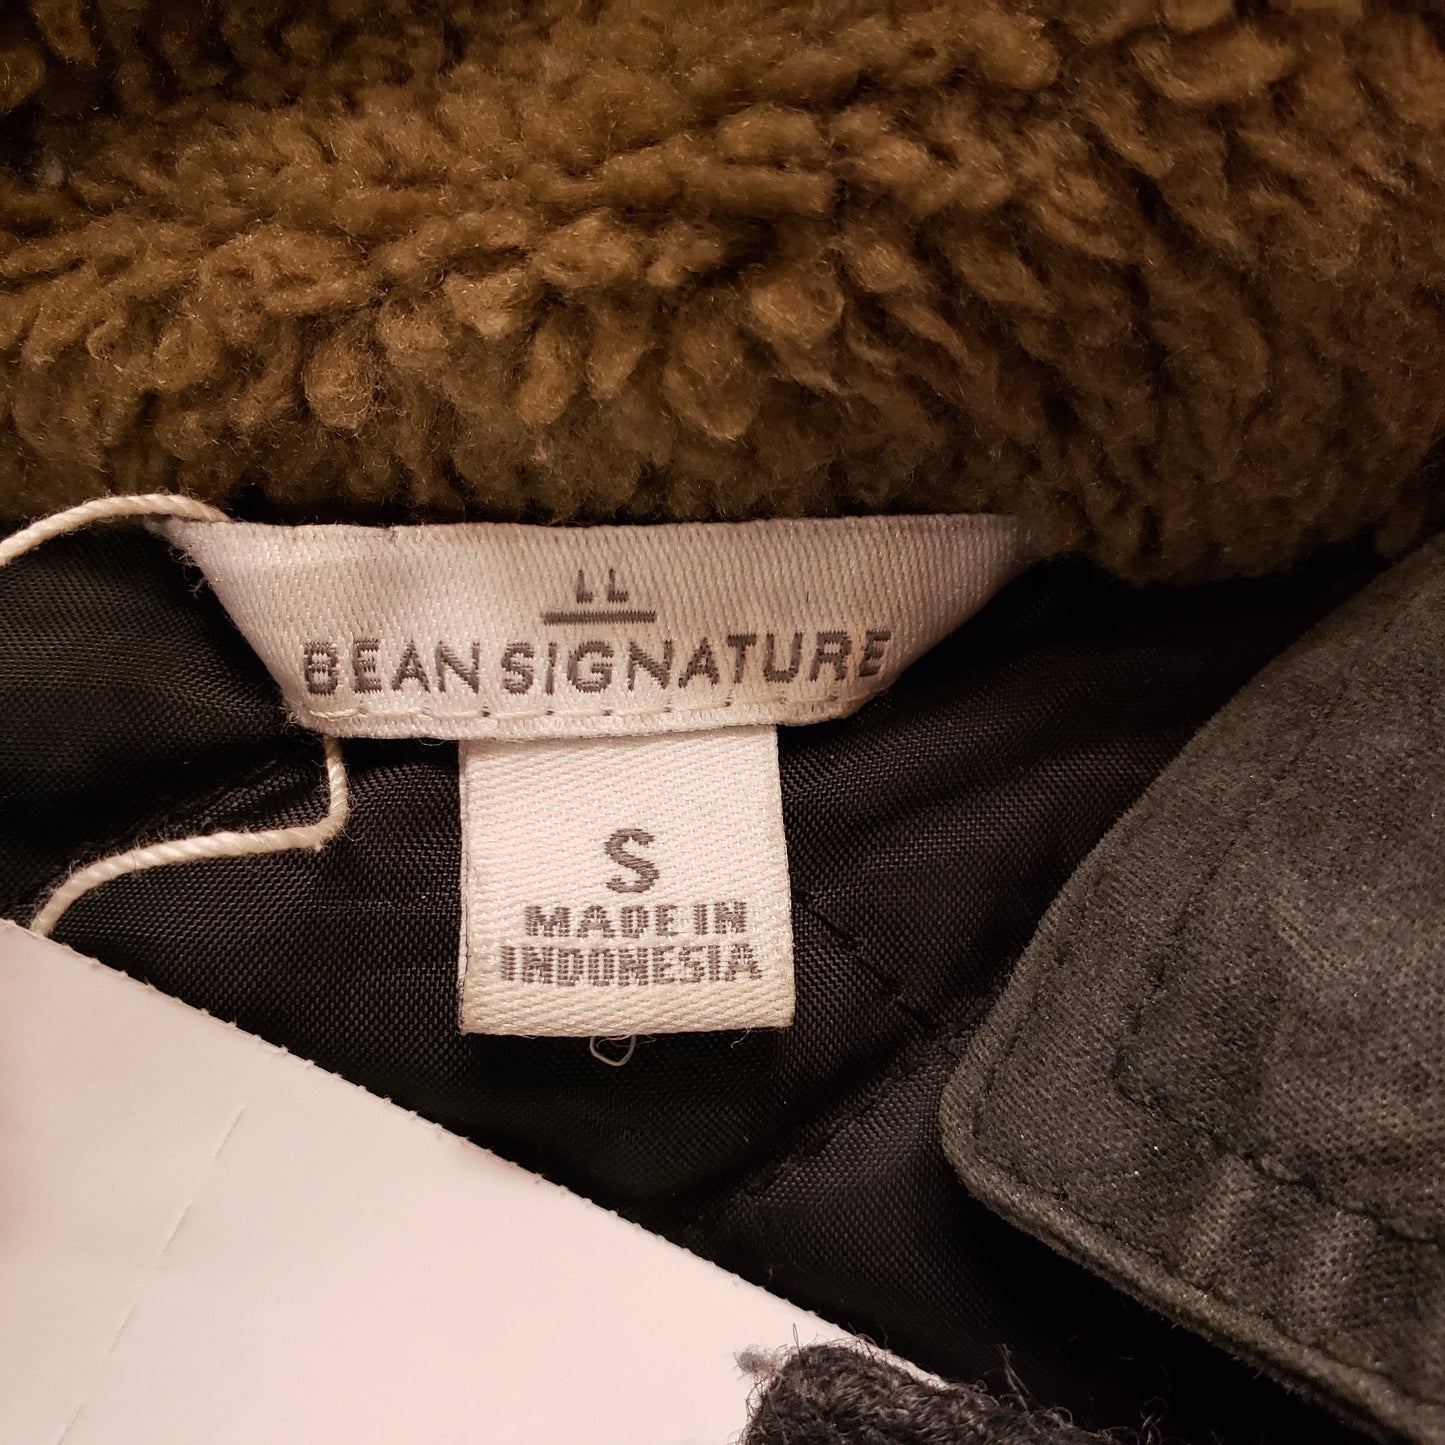 LL
BEAN SIGNATURE
S
MADE IN
INDONESIA